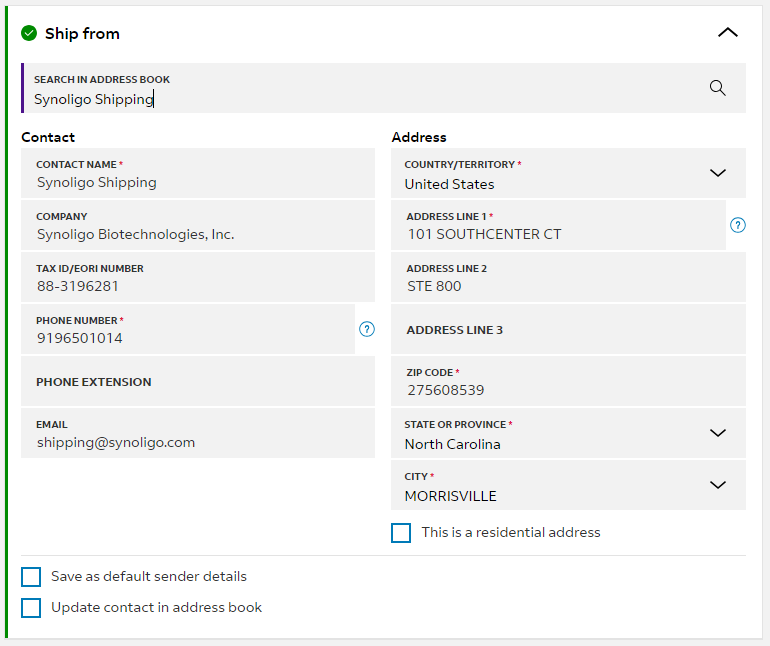 Ship from
SEARCH IN ADDRESS BOOK
Synoligo Shipping
Contact
CONTACT NAME *
Synoligo Shipping
COMPANY
Synoligo Biotechnologies, Inc.
TAX ID/EORI NUMBER
88-3196281
PHONE NUMBER *
9196501014
?
PHONE EXTENSION
EMAIL
shipping@synoligo.com
Address
COUNTRY/TERRITORY *
United States
ADDRESS LINE 1 *
101 SOUTHCENTER CT
?
ADDRESS LINE 2
STE 800
ADDRESS LINE 3
ZIP CODE *
275608539
STATE OR PROVINCE *
North Carolina
CITY *
MORRISVILLE
This is a residential address
Save as default sender details
Update contact in address book